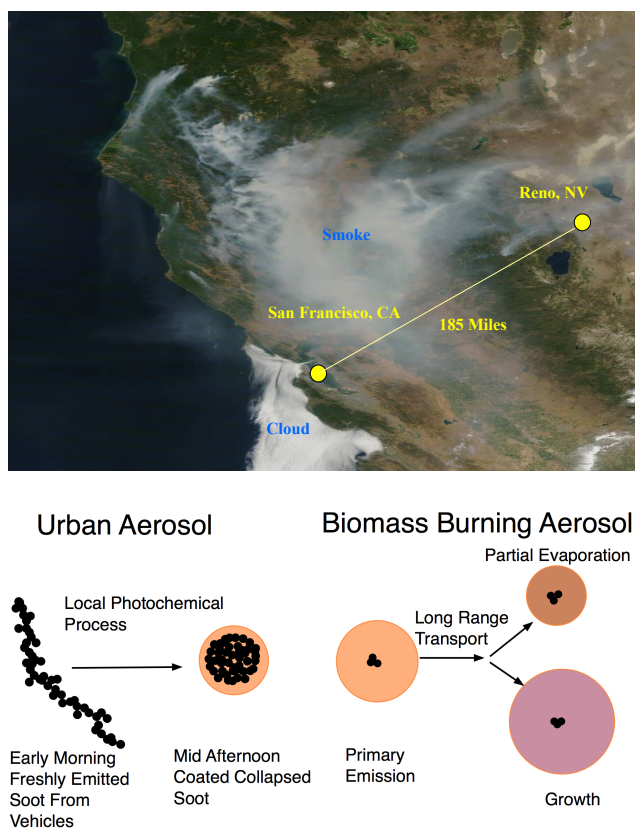 Reno, NV
Smoke
San Francisco, CA
185 Miles
Cloud
Urban Aerosol
Biomass Burning Aerosol
Partial Evaporation
Local Photochemical
Process
Long Range
Transport
Early Morning
Freshly Emitted
Soot From
Vehicles
Mid Afternoon
Coated Collapsed
Soot
Primary
Emission
Growth